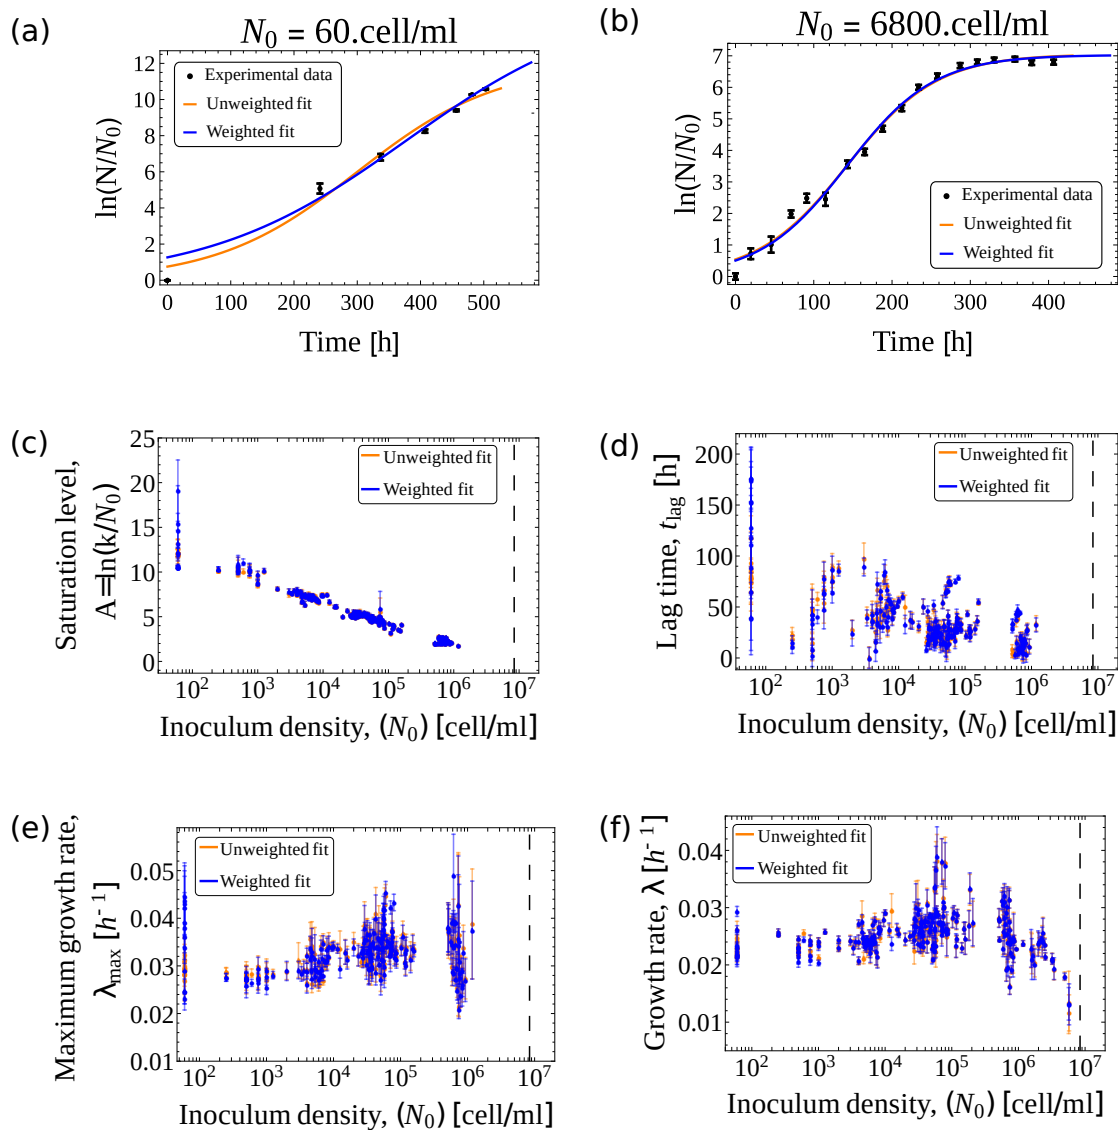 (a)
N₀ = 60.cell/ml
ln(N/N₀)
12
10
8
6
4
2
0
Experimental data
Unweighted fit
Weighted fit
0 100 200 300 400 500
Time [h]
(b)
N₀ = 6800.cell/ml
ln(N/N₀)
7
6
5
4
3
2
1
0
Experimental data
Unweighted fit
Weighted fit
0 100 200 300 400
Time [h]
(c)
Saturation level,
A=ln(k/N₀)
25
20
15
10
5
0
Unweighted fit
Weighted fit
10² 10³ 10⁴ 10⁵ 10⁶ 10⁷
Inoculum density, (N₀) [cell/ml]
(d)
Lag time, t_lag [h]
200
150
100
50
0
Unweighted fit
Weighted fit
10² 10³ 10⁴ 10⁵ 10⁶ 10⁷
Inoculum density, (N₀) [cell/ml]
(e)
Maximum growth rate,
λ_max [h⁻¹]
0.05
0.04
0.03
0.02
0.01
Unweighted fit
Weighted fit
10² 10³ 10⁴ 10⁵ 10⁶ 10⁷
Inoculum density, (N₀) [cell/ml]
(f)
Growth rate, λ [h⁻¹]
0.04
0.03
0.02
0.01
Unweighted fit
Weighted fit
10² 10³ 10⁴ 10⁵ 10⁶ 10⁷
Inoculum density, (N₀) [cell/ml]